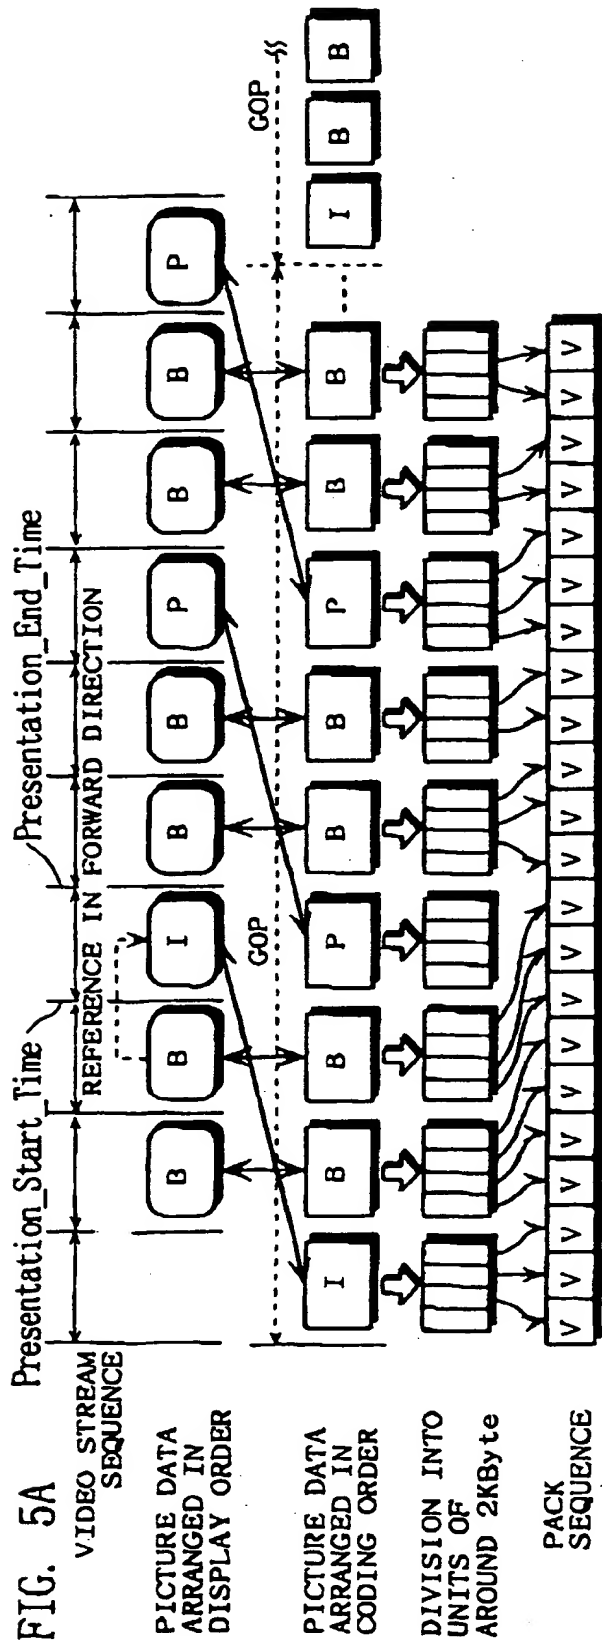 FIG. 5A
Presentation_Start_Time Presentation_End_Time
VIDEO STREAM
SEQUENCE
REFERENCE IN FORWARD DIRECTION
PICTURE DATA
ARRANGED IN
DISPLAY ORDER
B B I B B P B B P
GOP GOP
PICTURE DATA
ARRANGED IN
CODING ORDER
I B B P B B P B B I B B
DIVISION INTO
UNITS OF
AROUND 2KByte
PACK
SEQUENCE
V V V V V V V V V V V V V V V V V V V V V V